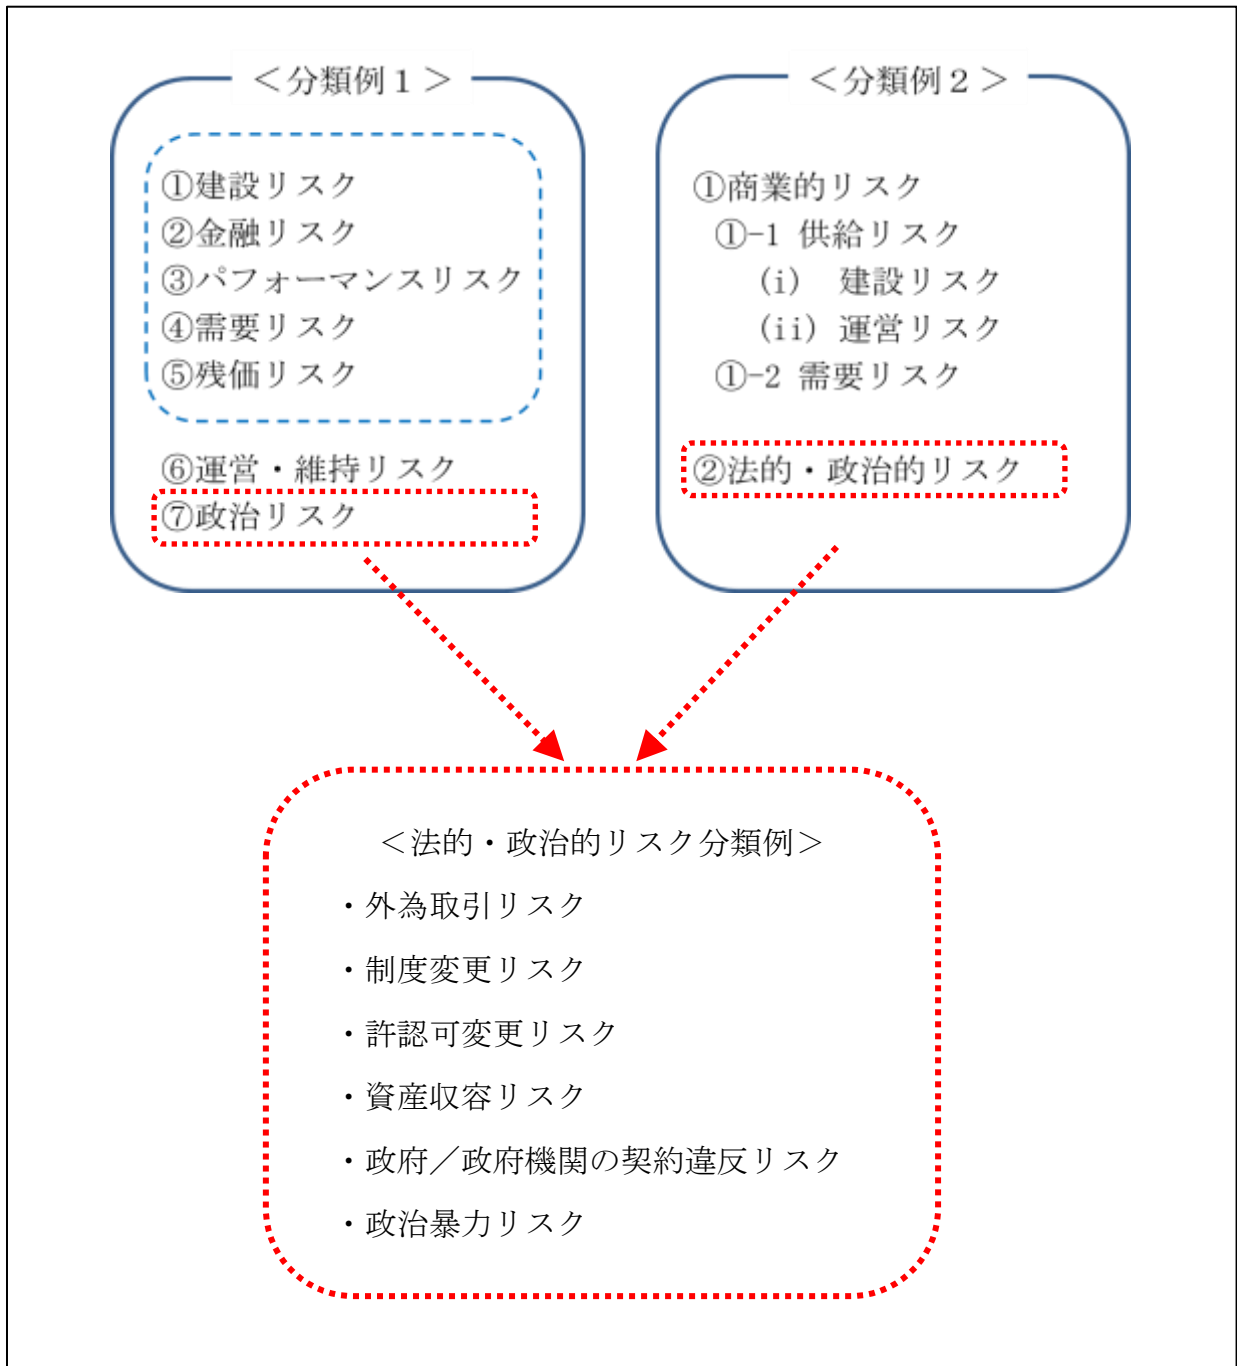 ＜分類例１＞
①建設リスク
②金融リスク
③パフォーマンスリスク
④需要リスク
⑤残価リスク
⑥運営・維持リスク
⑦政治リスク
＜分類例２＞
①商業的リスク
①-1 供給リスク
(i) 建設リスク
(ii) 運営リスク
①-2 需要リスク
②法的・政治的リスク
＜法的・政治的リスク分類例＞
・外為取引リスク
・制度変更リスク
・許認可変更リスク
・資産収容リスク
・政府／政府機関の契約違反リスク
・政治暴力リスク